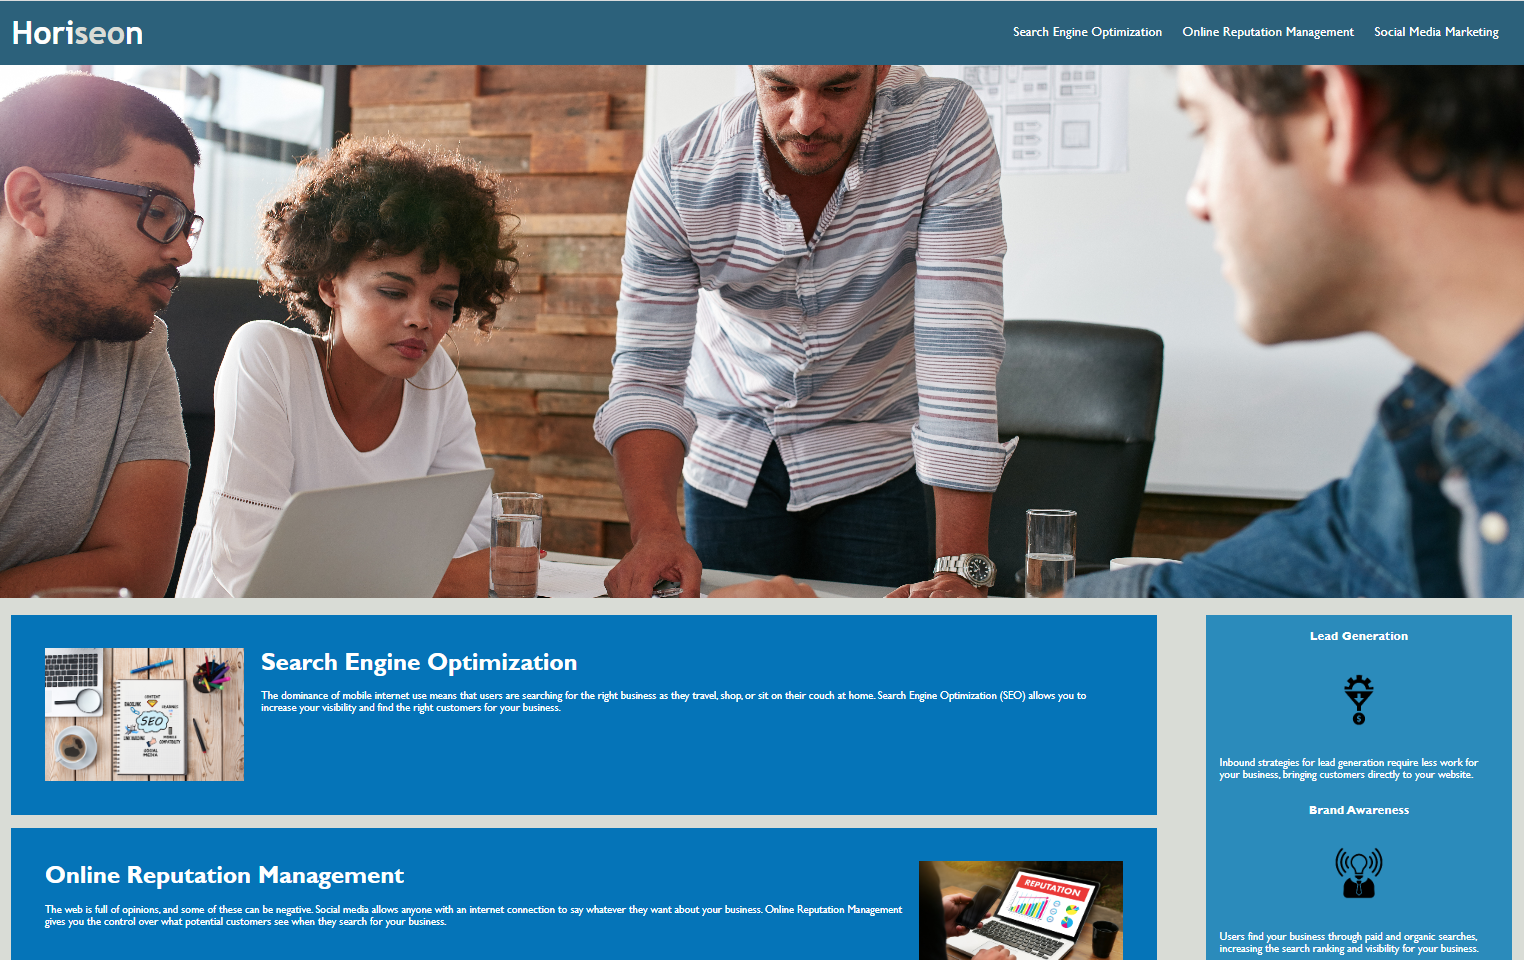 Horiseon
Search Engine Optimization
Online Reputation Management
Social Media Marketing
Search Engine Optimization
The dominance of mobile internet use means that users are searching for the right business as they travel, shop, or sit on their couch at home. Search Engine Optimization (SEO) allows you to
increase your visibility and find the right customers for your business.
SEO
CONTENT
BACKLINK
LINK BUILDING
SOCIAL
MEDIA
Lead Generation
Inbound strategies for lead generation require less work for
your business, bringing customers directly to your website.
Brand Awareness
Users find your business through paid and organic searches,
increasing the search ranking and visibility for your business.
Online Reputation Management
The web is full of opinions, and some of these can be negative. Social media allows anyone with an internet connection to say whatever they want about your business. Online Reputation Management
gives you the control over what potential customers see when they search for your business.
REPUTATION